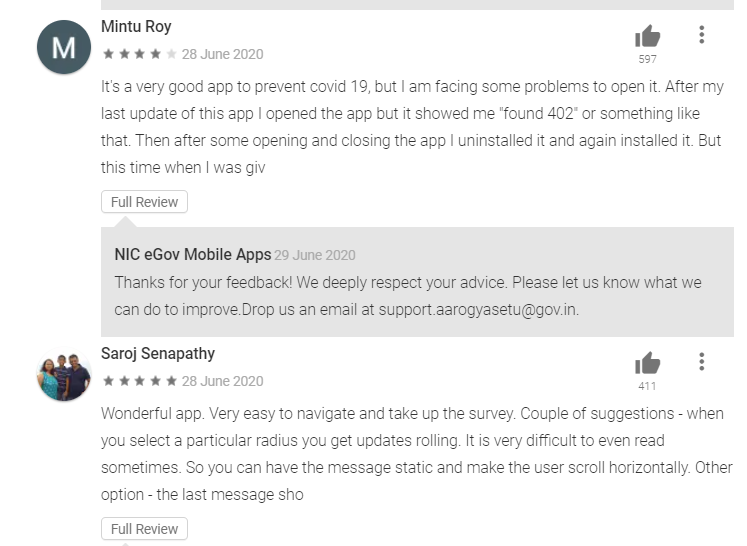 M
Mintu Roy
28 June 2020
597
It's a very good app to prevent covid 19, but I am facing some problems to open it. After my
last update of this app I opened the app but it showed me "found 402" or something like
that. Then after some opening and closing the app I uninstalled it and again installed it. But
this time when I was giv
Full Review
NIC eGov Mobile Apps 29 June 2020
Thanks for your feedback! We deeply respect your advice. Please let us know what we
can do to improve.Drop us an email at support.aarogyasetu@gov.in.
Saroj Senapathy
28 June 2020
411
Wonderful app. Very easy to navigate and take up the survey. Couple of suggestions - when
you select a particular radius you get updates rolling. It is very difficult to even read
sometimes. So you can have the message static and make the user scroll horizontally. Other
option - the last message sho
Full Review